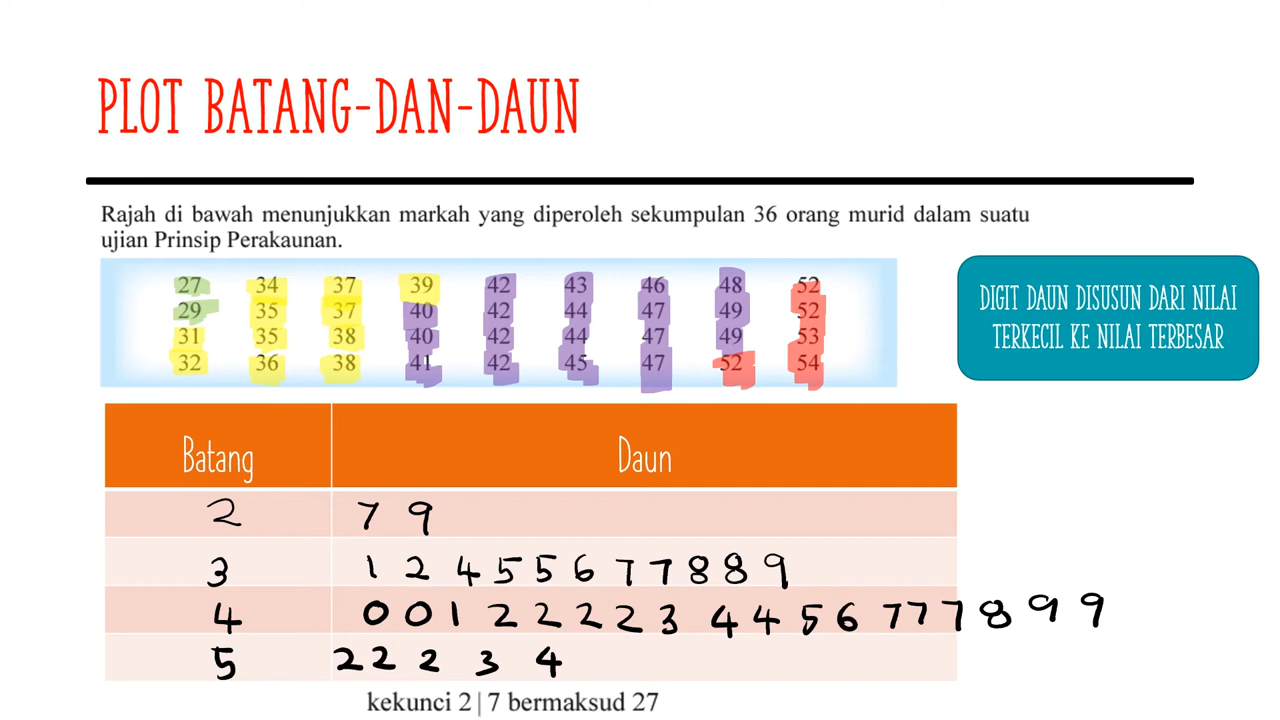 PLOT BATANG-DAN-DAUN
Rajah di bawah menunjukkan markah yang diperoleh sekumpulan 36 orang murid dalam suatu
ujian Prinsip Perakaunan.
27 34 37 39 42 43 46 48 52
29 35 37 40 42 44 47 49 52
31 35 38 40 42 44 47 49 53
32 36 38 41 42 45 47 52 54
DIGIT DAUN DISUSUN DARI NILAI
TERKECIL KE NILAI TERBESAR
Batang Daun
2 7 9
3 1 2 4 5 5 6 7 7 8 8 9
4 0 0 1 2 2 2 2 3 4 4 5 6 7 7 7 8 9 9
5 2 2 2 3 4
kekunci 2 | 7 bermaksud 27